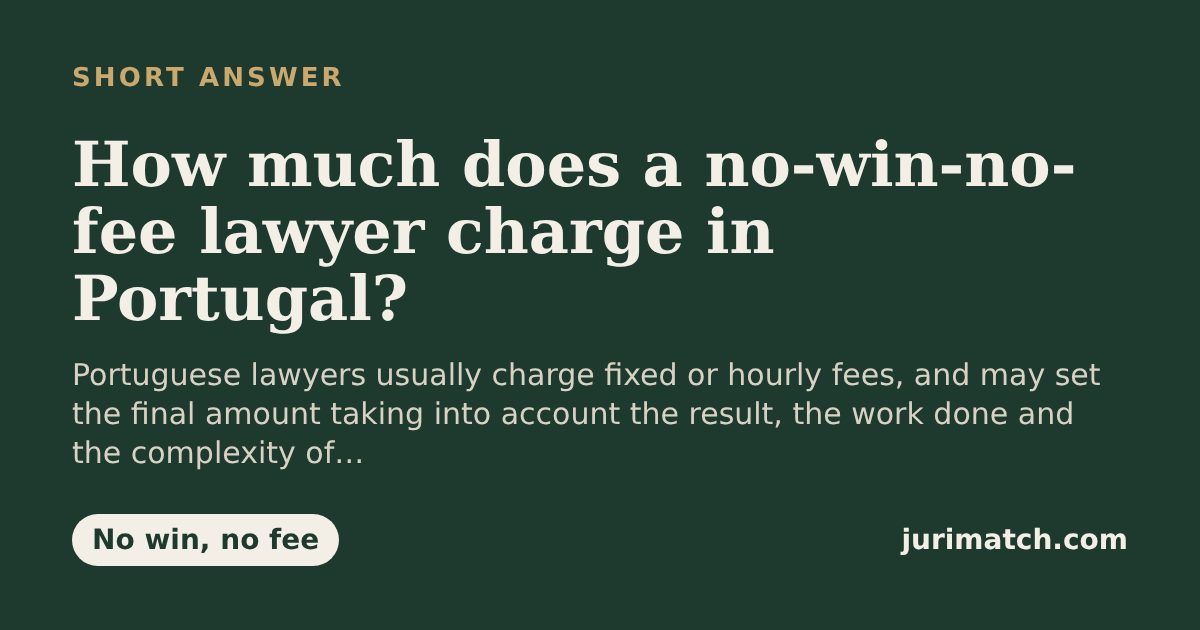 SHORT ANSWER
How much does a no-win-no-
fee lawyer charge in
Portugal?
Portuguese lawyers usually charge fixed or hourly fees, and may set
the final amount taking into account the result, the work done and
the complexity of…
No win, no fee
jurimatch.com